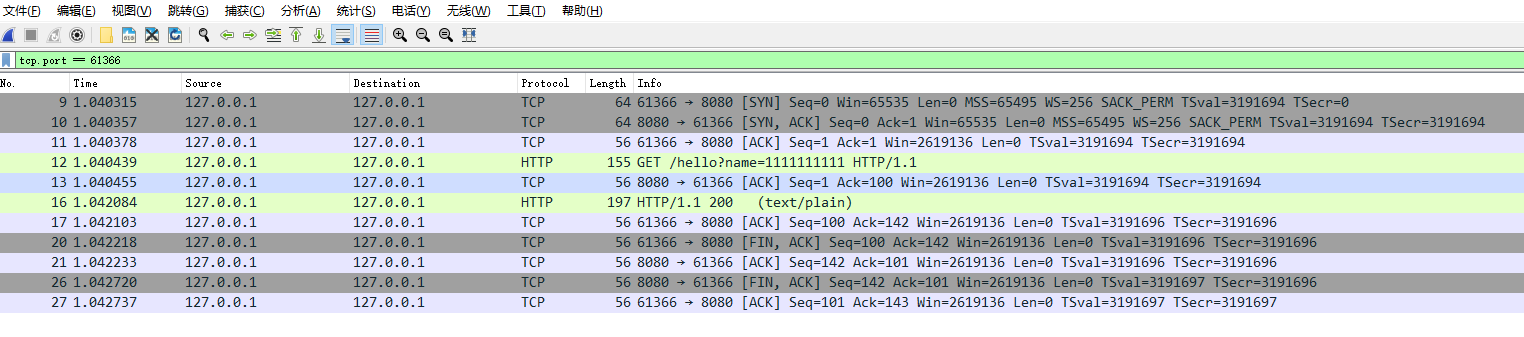 文件(F) 编辑(E) 视图(V) 跳转(G) 捕获(C) 分析(A) 统计(S) 电话(Y) 无线(W) 工具(T) 帮助(H)
tcp.port == 61366
No. Time Source Destination Protocol Length Info
9 1.040315 127.0.0.1 127.0.0.1 TCP 64 61366 → 8080 [SYN] Seq=0 Win=65535 Len=0 MSS=65495 WS=256 SACK_PERM TSval=3191694 TSecr=0
10 1.040357 127.0.0.1 127.0.0.1 TCP 64 8080 → 61366 [SYN, ACK] Seq=0 Ack=1 Win=65535 Len=0 MSS=65495 WS=256 SACK_PERM TSval=3191694 TSecr=3191694
11 1.040378 127.0.0.1 127.0.0.1 TCP 56 61366 → 8080 [ACK] Seq=1 Ack=1 Win=2619136 Len=0 TSval=3191694 TSecr=3191694
12 1.040439 127.0.0.1 127.0.0.1 HTTP 155 GET /hello?name=1111111111 HTTP/1.1
13 1.040455 127.0.0.1 127.0.0.1 TCP 56 8080 → 61366 [ACK] Seq=1 Ack=100 Win=2619136 Len=0 TSval=3191694 TSecr=3191694
16 1.042084 127.0.0.1 127.0.0.1 HTTP 197 HTTP/1.1 200 (text/plain)
17 1.042103 127.0.0.1 127.0.0.1 TCP 56 61366 → 8080 [ACK] Seq=100 Ack=142 Win=2619136 Len=0 TSval=3191696 TSecr=3191696
20 1.042218 127.0.0.1 127.0.0.1 TCP 56 61366 → 8080 [FIN, ACK] Seq=100 Ack=142 Win=2619136 Len=0 TSval=3191696 TSecr=3191696
21 1.042233 127.0.0.1 127.0.0.1 TCP 56 8080 → 61366 [ACK] Seq=142 Ack=101 Win=2619136 Len=0 TSval=3191696 TSecr=3191696
26 1.042720 127.0.0.1 127.0.0.1 TCP 56 8080 → 61366 [FIN, ACK] Seq=142 Ack=101 Win=2619136 Len=0 TSval=3191697 TSecr=3191696
27 1.042737 127.0.0.1 127.0.0.1 TCP 56 61366 → 8080 [ACK] Seq=101 Ack=143 Win=2619136 Len=0 TSval=3191697 TSecr=3191697